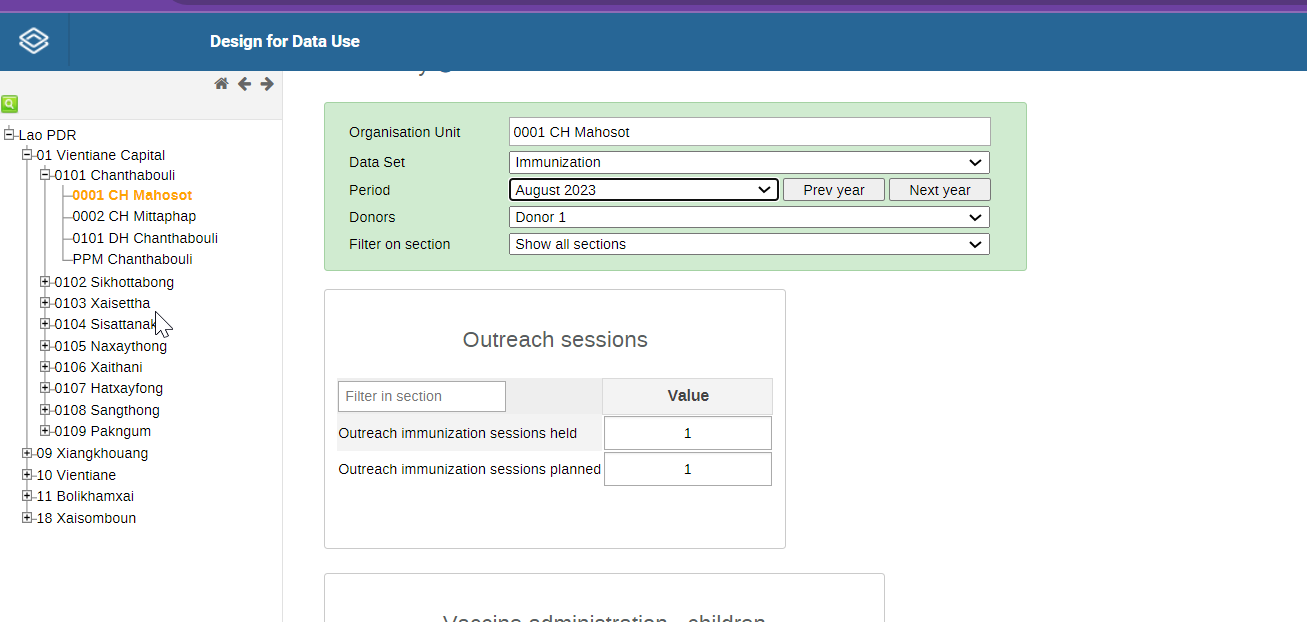 Design for Data Use
Lao PDR
01 Vientiane Capital
0101 Chanthabouli
0001 CH Mahosot
0002 CH Mittaphap
0101 DH Chanthabouli
PPM Chanthabouli
0102 Sikhottabong
0103 Xaisettha
0104 Sisattanak
0105 Naxaythong
0106 Xaithani
0107 Hatxayfong
0108 Sangthong
0109 Pakngum
09 Xiangkhouang
10 Vientiane
11 Bolikhamxai
18 Xaisomboun
Organisation Unit 0001 CH Mahosot
Data Set Immunization
Period August 2023 Prev year Next year
Donors Donor 1
Filter on section Show all sections
Outreach sessions
Filter in section Value
Outreach immunization sessions held 1
Outreach immunization sessions planned 1
Vaccine administration - children